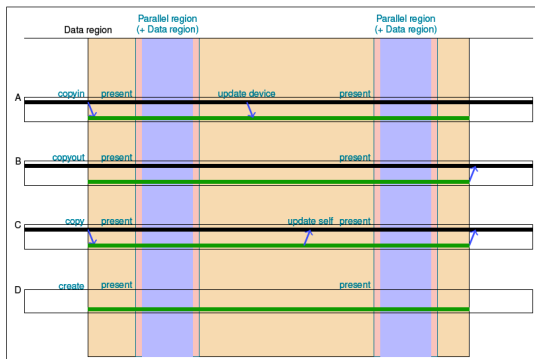 Parallel region
(+ Data region)
Parallel region
(+ Data region)
Data region
A copyin present update device present
B copyout present present
C copy present update self present
D create present present